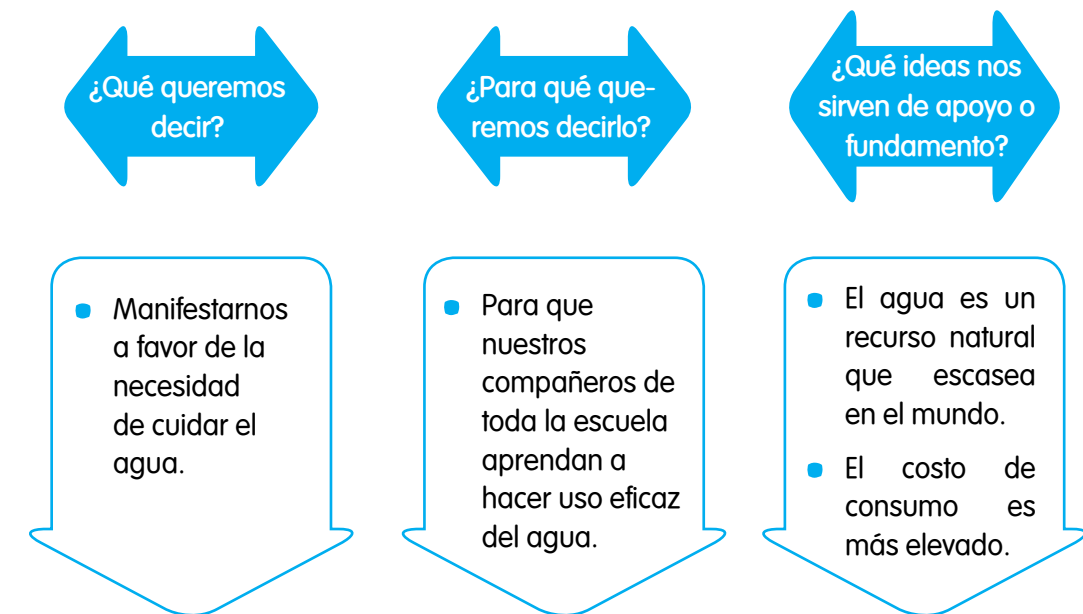 ¿Qué queremos
decir?
¿Para qué que-
remos decirlo?
¿Qué ideas nos
sirven de apoyo o
fundamento?
Manifestarnos
a favor de la
necesidad
de cuidar el
agua.
Para que
nuestros
compañeros de
toda la escuela
aprendan a
hacer uso eficaz
del agua.
El agua es un
recurso natural
que escasea
en el mundo.
El costo de
consumo es
más elevado.